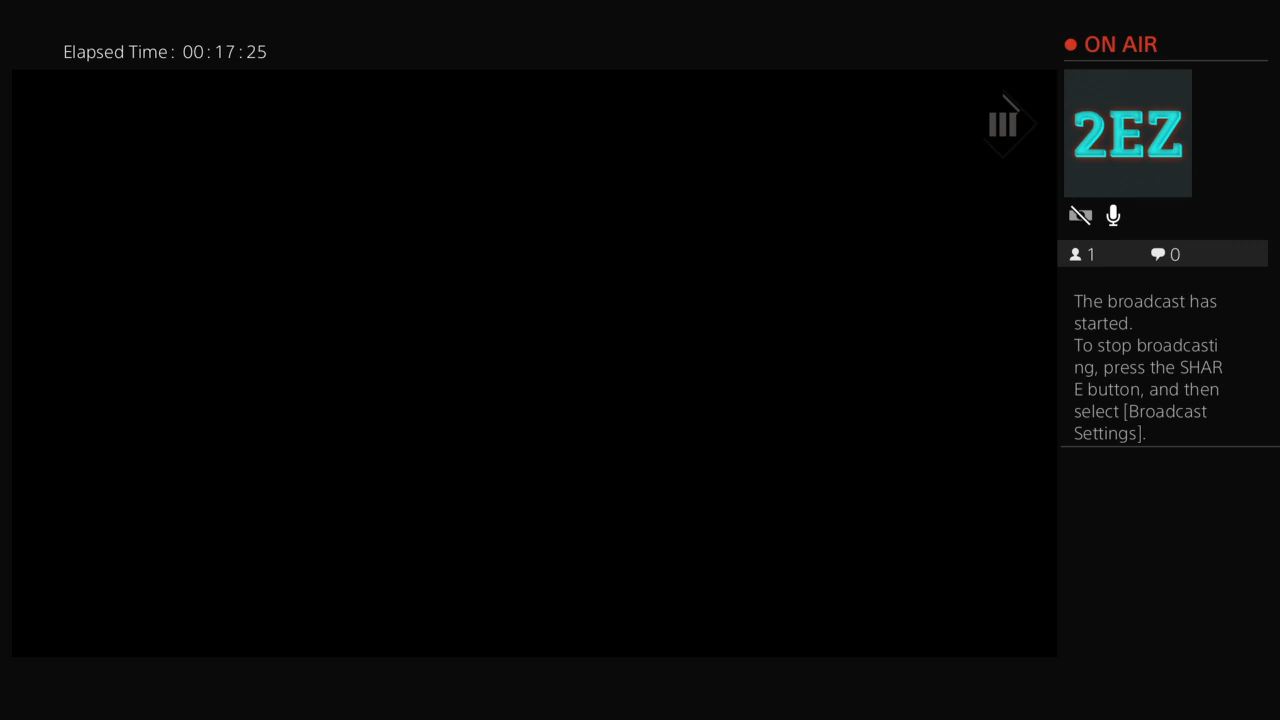 Elapsed Time: 00:17:25
ON AIR
2EZ
1
0
The broadcast has
started.
To stop broadcasti
ng, press the SHAR
E button, and then
select [Broadcast
Settings].